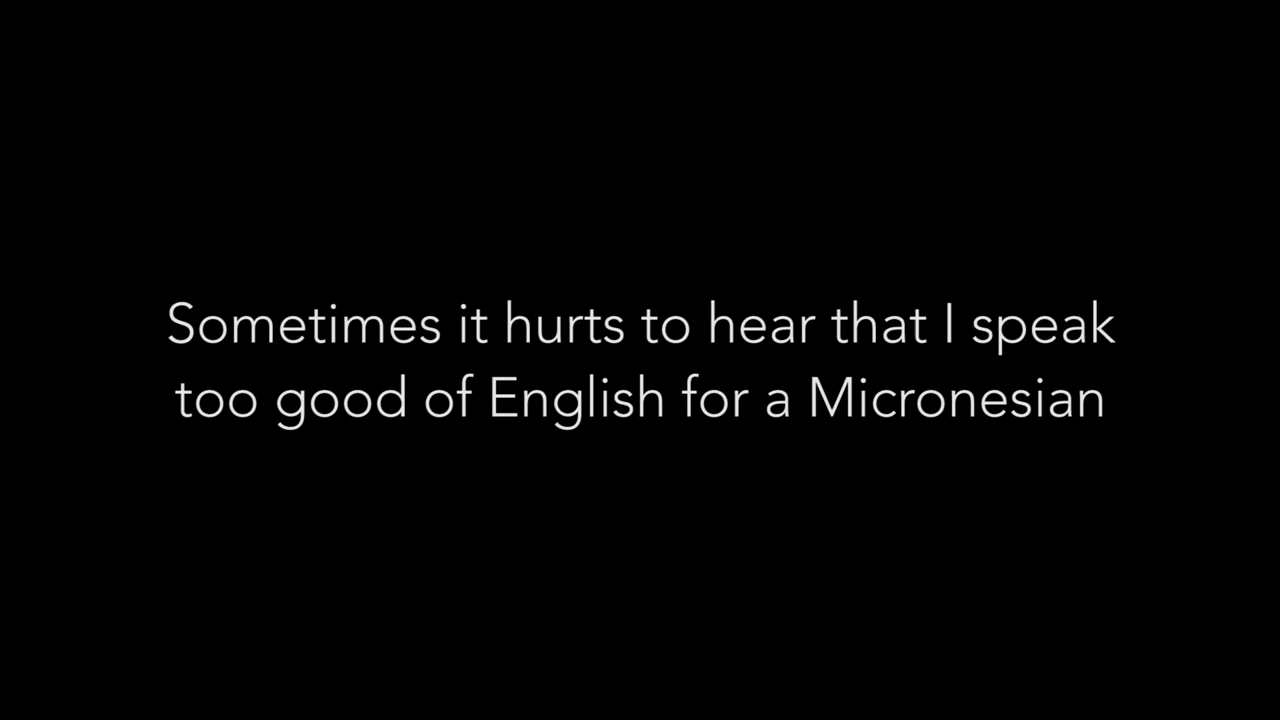 Sometimes it hurts to hear that I speak
too good of English for a Micronesian